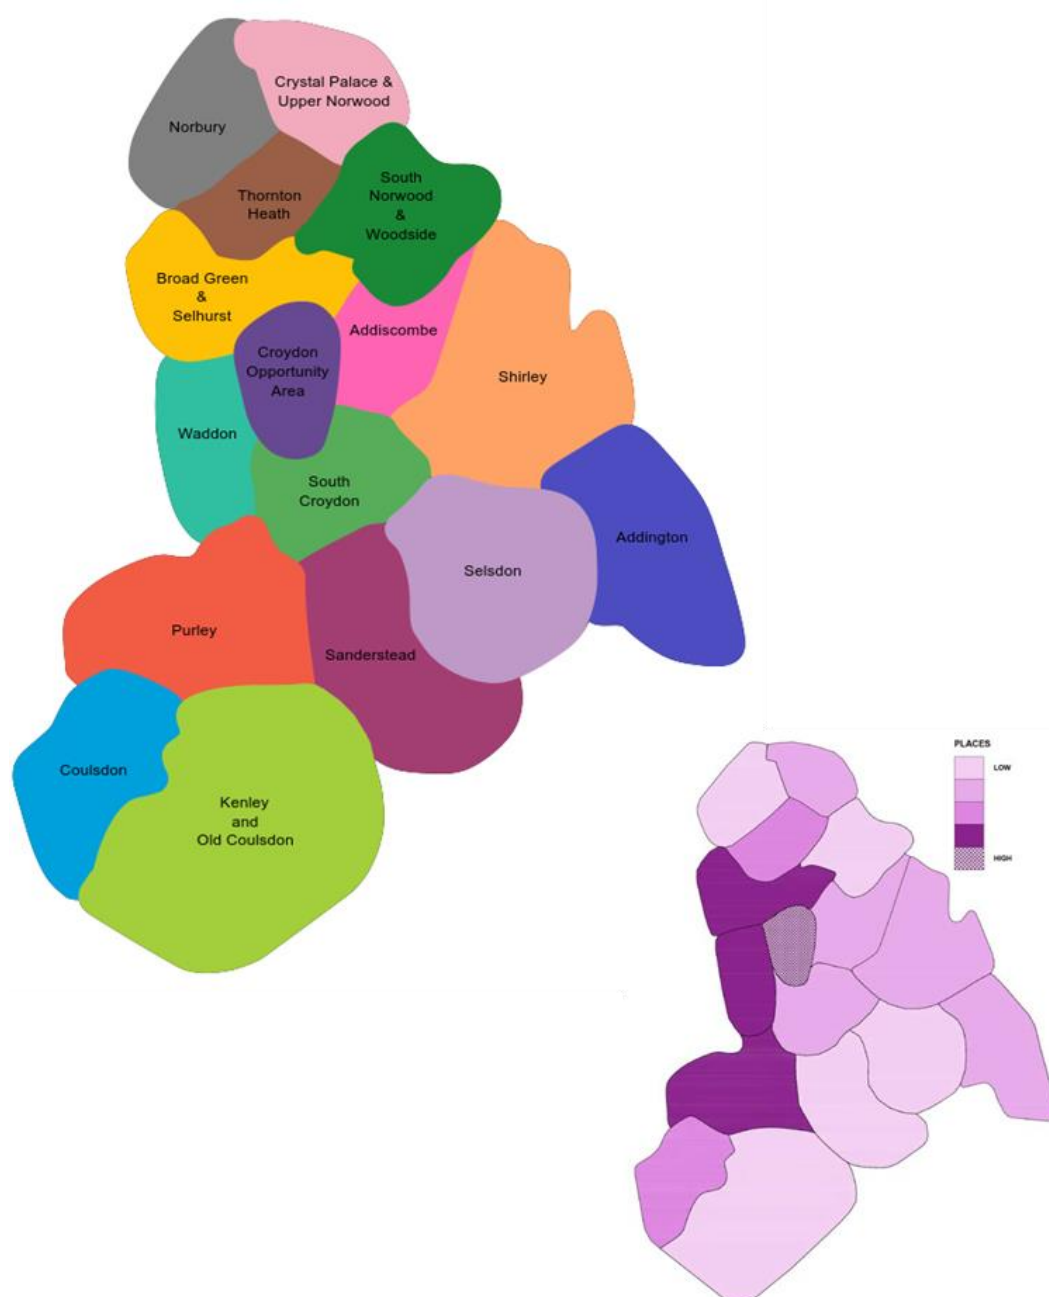 Crystal Palace &
Upper Norwood
Norbury
South
Norwood
&
Woodside
Thornton
Heath
Broad Green
&
Selhurst
Addiscombe
Croydon
Opportunity
Area
Shirley
Waddon
South
Croydon
Addington
Selsdon
Purley
Sanderstead
Coulsdon
Kenley
and
Old Coulsdon
PLACES
LOW
HIGH